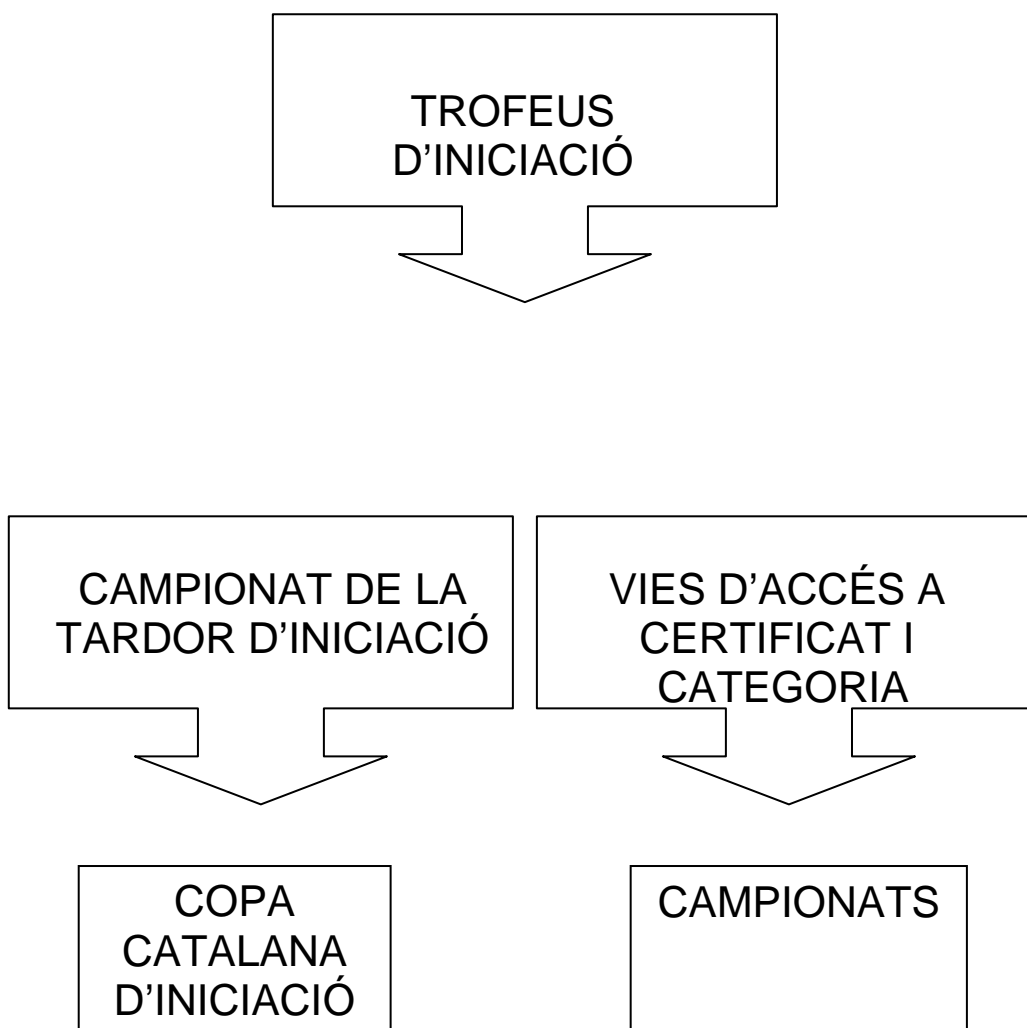 TROFEUS
D'INICIACIÓ
CAMPIONAT DE LA
TARDOR D'INICIACIÓ
VIES D'ACCÉS A
CERTIFICAT I
CATEGORIA
COPA
CATALANA
D'INICIACIÓ
CAMPIONATS